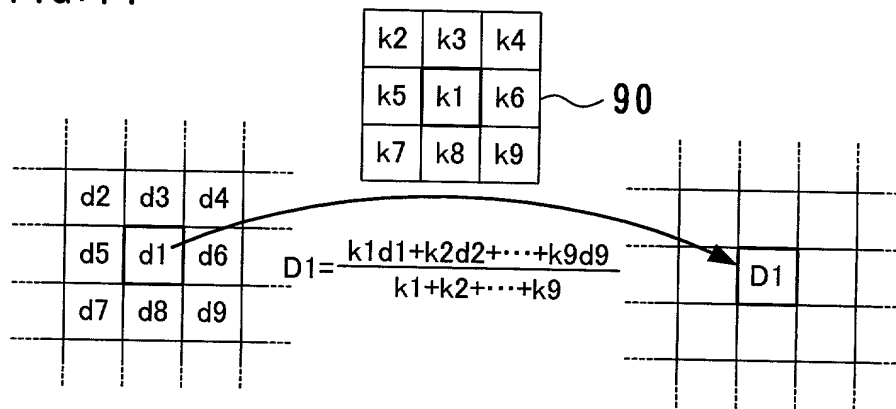 k2 k3 k4
k5 k1 k6 90
k7 k8 k9
d2 d3 d4
d5 d1 d6
d7 d8 d9
D1=
k1d1+k2d2+···+k9d9
k1+k2+···+k9
D1